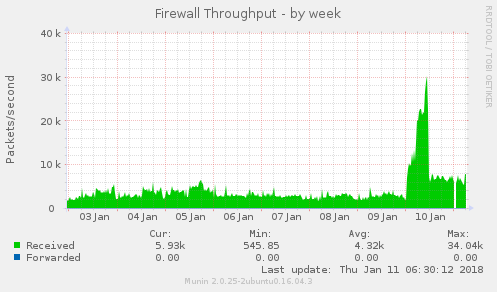 Firewall Throughput - by week
RRDTOOL / TOBI OETIKER
Packets/second
40 k
30 k
20 k
10 k
0
03 Jan 04 Jan 05 Jan 06 Jan 07 Jan 08 Jan 09 Jan 10 Jan
Cur: Min: Avg: Max:
Received 5.93k 545.85 4.32k 34.04k
Forwarded 0.00 0.00 0.00 0.00
Last update: Thu Jan 11 06:30:12 2018
Munin 2.0.25-2ubuntu0.16.04.3